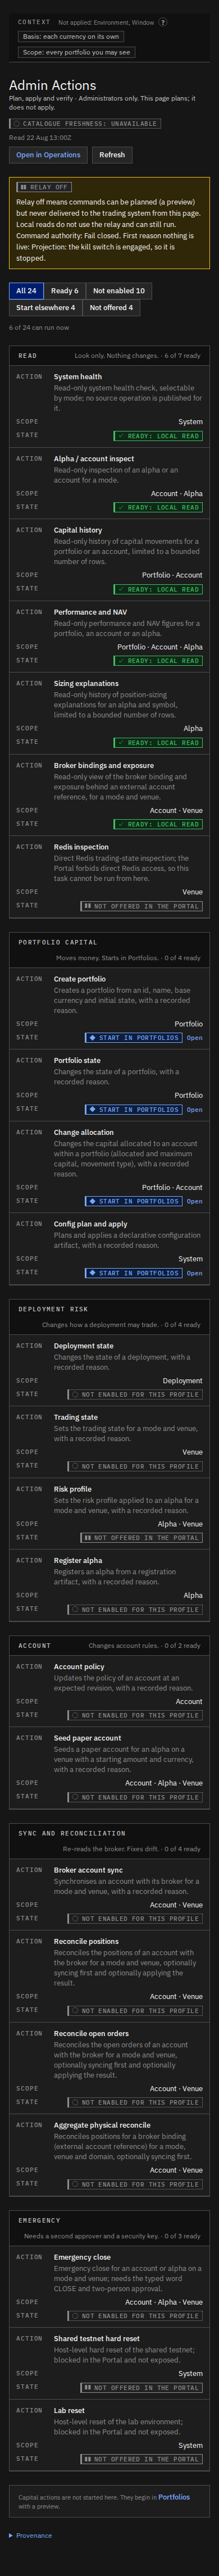 CONTEXT Not applied: Environment, Window ?
Basis: each currency on its own
Scope: every portfolio you may see
Admin Actions
Plan, apply and verify · Administrators only. This page plans; it
does not apply.
CATALOGUE FRESHNESS: UNAVAILABLE
Read 22 Aug 13:00Z
Open in Operations Refresh
RELAY OFF
Relay off means commands can be planned (a preview)
but never delivered to the trading system from this page.
Local reads do not use the relay and can still run.
Command authority: Fail closed. First reason nothing is
live: Projection: the kill switch is engaged, so it is
stopped.
All 24 Ready 6 Not enabled 10
Start elsewhere 4 Not offered 4
6 of 24 can run now
READ Look only. Nothing changes. · 6 of 7 ready
ACTION System health
Read-only system health check, selectable
by mode; no source operation is published for
it.
SCOPE System
STATE ✓ READY: LOCAL READ
ACTION Alpha / account inspect
Read-only inspection of an alpha or an
account for a mode.
SCOPE Account · Alpha
STATE ✓ READY: LOCAL READ
ACTION Capital history
Read-only history of capital movements for a
portfolio or an account, limited to a bounded
number of rows.
SCOPE Portfolio · Account
STATE ✓ READY: LOCAL READ
ACTION Performance and NAV
Read-only performance and NAV figures for a
portfolio, an account or an alpha.
SCOPE Portfolio · Account · Alpha
STATE ✓ READY: LOCAL READ
ACTION Sizing explanations
Read-only history of position-sizing
explanations for an alpha and symbol,
limited to a bounded number of rows.
SCOPE Alpha
STATE ✓ READY: LOCAL READ
ACTION Broker bindings and exposure
Read-only view of the broker binding and
exposure behind an external account
reference, for a mode and venue.
SCOPE Account · Venue
STATE ✓ READY: LOCAL READ
ACTION Redis inspection
Direct Redis trading-state inspection; the
Portal forbids direct Redis access, so this
task cannot be run from here.
SCOPE Venue
STATE NOT OFFERED IN THE PORTAL
PORTFOLIO CAPITAL
Moves money. Starts in Portfolios. · 0 of 4 ready
ACTION Create portfolio
Creates a portfolio from an id, name, base
currency and initial state, with a recorded
reason.
SCOPE Portfolio
STATE ◆ START IN PORTFOLIOS Open
ACTION Portfolio state
Changes the state of a portfolio, with a
recorded reason.
SCOPE Portfolio
STATE ◆ START IN PORTFOLIOS Open
ACTION Change allocation
Changes the capital allocated to an account
within a portfolio (allocated and maximum
capital, movement type), with a recorded
reason.
SCOPE Portfolio · Account
STATE ◆ START IN PORTFOLIOS Open
ACTION Config plan and apply
Plans and applies a declarative configuration
artifact, with a recorded reason.
SCOPE System
STATE ◆ START IN PORTFOLIOS Open
DEPLOYMENT RISK
Changes how a deployment may trade. · 0 of 4 ready
ACTION Deployment state
Changes the state of a deployment, with a
recorded reason.
SCOPE Deployment
STATE NOT ENABLED FOR THIS PROFILE
ACTION Trading state
Sets the trading state for a mode and venue,
with a recorded reason.
SCOPE Venue
STATE NOT ENABLED FOR THIS PROFILE
ACTION Risk profile
Sets the risk profile applied to an alpha for a
mode and venue, with a recorded reason.
SCOPE Alpha · Venue
STATE NOT OFFERED IN THE PORTAL
ACTION Register alpha
Registers an alpha from a registration
artifact, with a recorded reason.
SCOPE Alpha
STATE NOT ENABLED FOR THIS PROFILE
ACCOUNT Changes account rules. · 0 of 2 ready
ACTION Account policy
Updates the policy of an account at an
expected revision, with a recorded reason.
SCOPE Account
STATE NOT ENABLED FOR THIS PROFILE
ACTION Seed paper account
Seeds a paper account for an alpha on a
venue with a starting amount and currency,
with a recorded reason.
SCOPE Account · Alpha · Venue
STATE NOT ENABLED FOR THIS PROFILE
SYNC AND RECONCILIATION
Re-reads the broker. Fixes drift. · 0 of 4 ready
ACTION Broker account sync
Synchronises an account with its broker for a
mode and venue, with a recorded reason.
SCOPE Account · Venue
STATE NOT ENABLED FOR THIS PROFILE
ACTION Reconcile positions
Reconciles the positions of an account with
the broker for a mode and venue, optionally
syncing first and optionally applying the
result.
SCOPE Account · Venue
STATE NOT ENABLED FOR THIS PROFILE
ACTION Reconcile open orders
Reconciles the open orders of an account
with the broker for a mode and venue,
optionally syncing first and optionally
applying the result.
SCOPE Account · Venue
STATE NOT ENABLED FOR THIS PROFILE
ACTION Aggregate physical reconcile
Reconciles positions for a broker binding
(external account reference) for a mode,
venue and domain, optionally syncing first.
SCOPE Account · Venue
STATE NOT ENABLED FOR THIS PROFILE
EMERGENCY
Needs a second approver and a security key. · 0 of 3 ready
ACTION Emergency close
Emergency close for an account or alpha on a
mode and venue; needs the typed word
CLOSE and two-person approval.
SCOPE Account · Alpha · Venue
STATE NOT ENABLED FOR THIS PROFILE
ACTION Shared testnet hard reset
Host-level hard reset of the shared testnet;
blocked in the Portal and not exposed.
SCOPE System
STATE NOT OFFERED IN THE PORTAL
ACTION Lab reset
Host-level reset of the lab environment;
blocked in the Portal and not exposed.
SCOPE System
STATE NOT OFFERED IN THE PORTAL
Capital actions are not started here. They begin in Portfolios
with a preview.
▶ Provenance